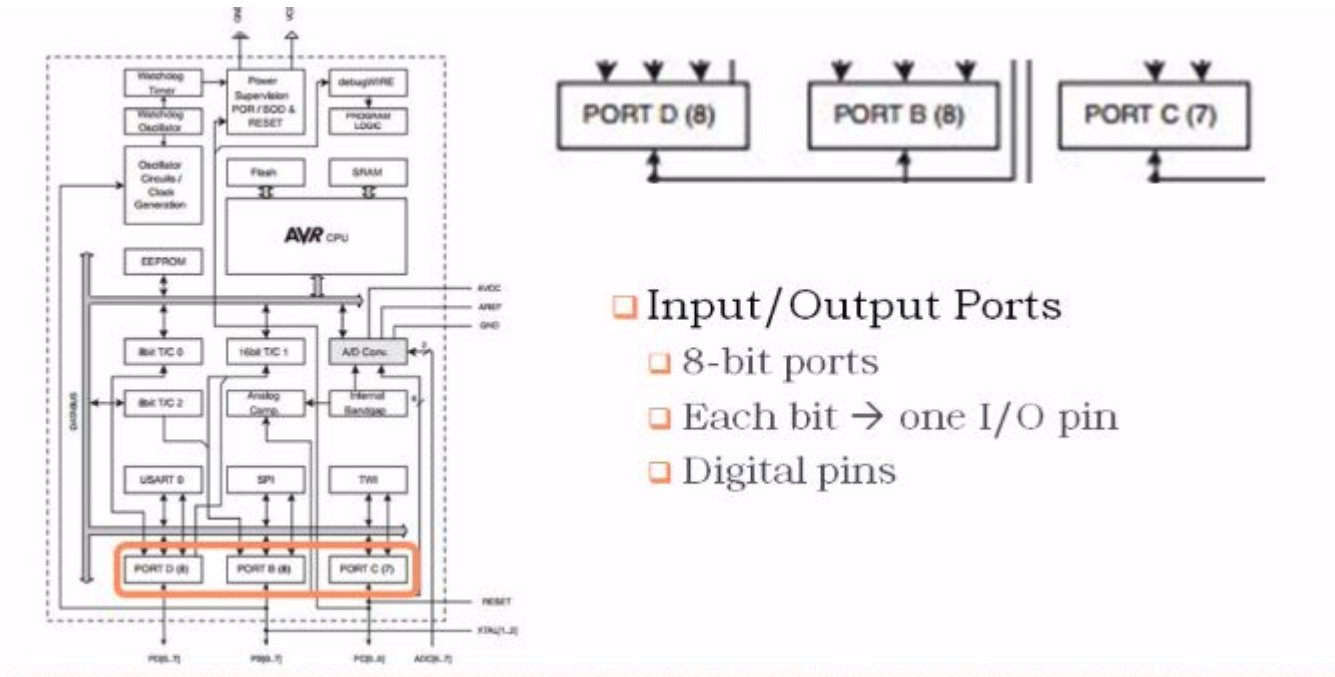 GND
VCC
Watchdog
Timer
Power
Supervision
POR / BOD &
RESET
debugWIRE
Watchdog
Oscillator
PROGRAM
LOGIC
Oscillator
Circuits /
Clock
Generation
Flash
SRAM
AVR CPU
EEPROM
AVCC
AREF
GND
8bit T/C 0
16bit T/C 1
A/D Conv.
2
8bit T/C 2
Analog
Comp.
Internal
Bandgap
6
DATABUS
USART 0
SPI
TWI
PORT D (8)
PORT B (8)
PORT C (7)
RESET
XTAL[1..2]
PD[0..7]
PB[0..7]
PC[0..6]
ADC[6..7]
PORT D (8)
PORT B (8)
PORT C (7)
Input/Output Ports
8-bit ports
Each bit → one I/O pin
Digital pins